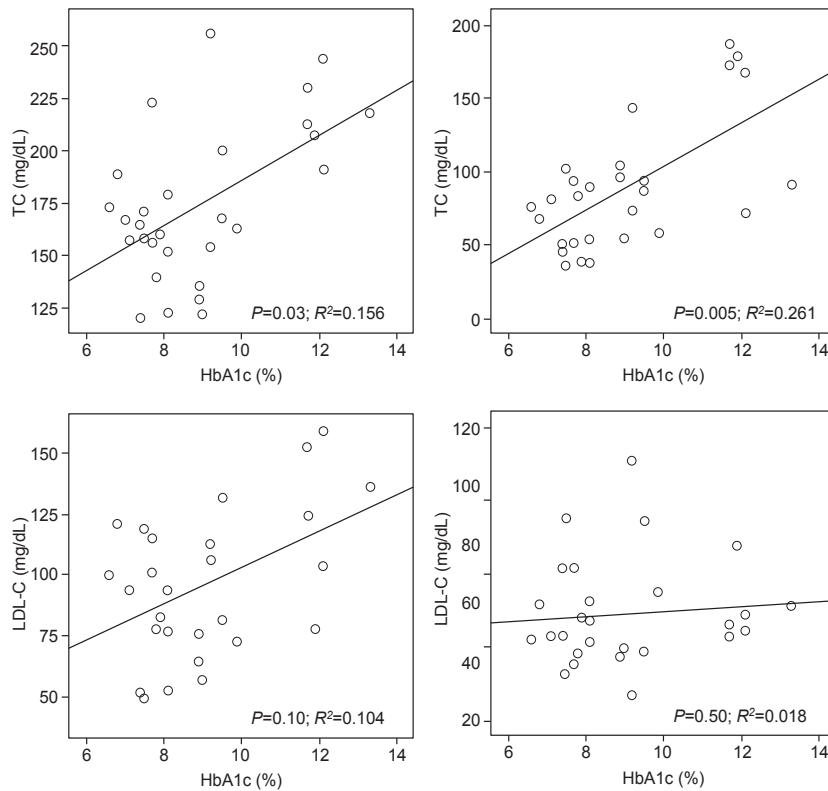 250
225
200
175
150
125
TC (mg/dL)
P=0.03; R²=0.156
6 8 10 12 14
HbA1c (%)
200
150
100
50
0
TC (mg/dL)
P=0.005; R²=0.261
6 8 10 12 14
HbA1c (%)
150
125
100
75
50
LDL-C (mg/dL)
P=0.10; R²=0.104
6 8 10 12 14
HbA1c (%)
120
100
80
60
40
20
LDL-C (mg/dL)
P=0.50; R²=0.018
6 8 10 12 14
HbA1c (%)